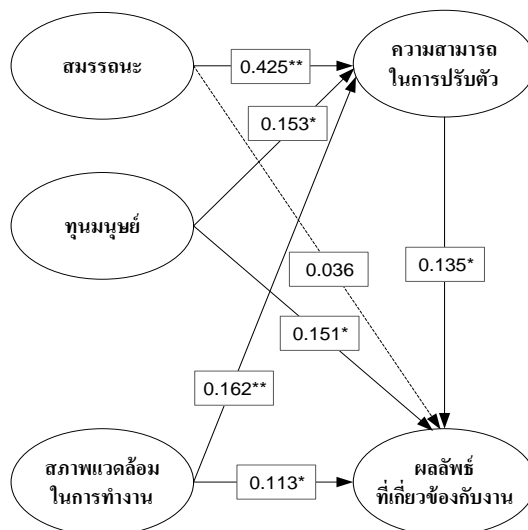 สมรรถนะ
0.425**
ความสามารถ
ในการปรับตัว
0.153*
ทุนมนุษย์
0.036
0.135*
0.151*
0.162**
สภาพแวดล้อม
ในการทำงาน
0.113*
ผลลัพธ์
ที่เกี่ยวข้องกับงาน